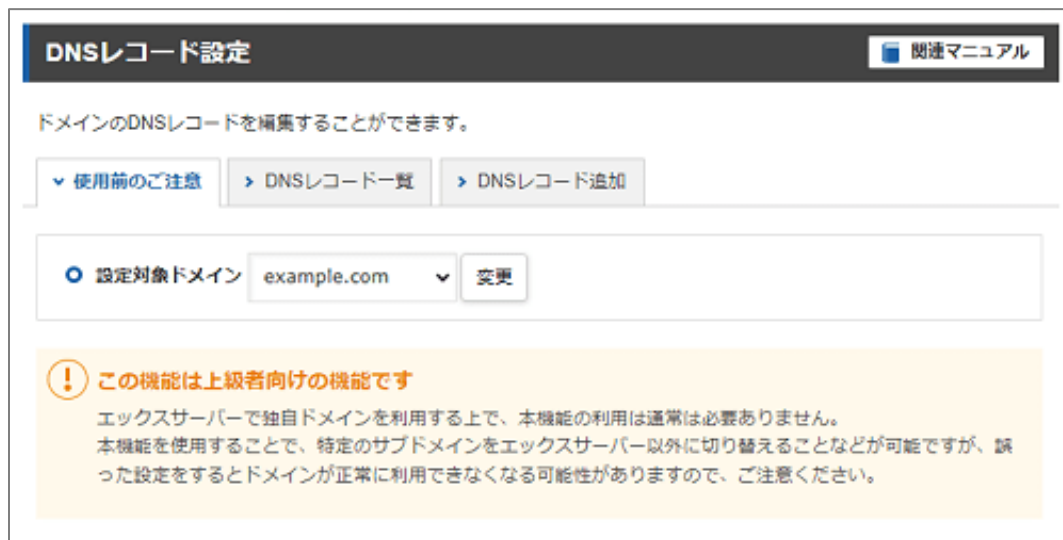 DNSレコード設定
関連マニュアル
ドメインのDNSレコードを編集することができます。
使用前のご注意
DNSレコード一覧
DNSレコード追加
設定対象ドメイン
example.com
変更
この機能は上級者向けの機能です
エックスサーバーで独自ドメインを利用する上で、本機能の利用は通常は必要ありません。
本機能を使用することで、特定のサブドメインをエックスサーバー以外に切り替えることなどが可能ですが、誤
った設定をするとドメインが正常に利用できなくなる可能性がありますので、ご注意ください。